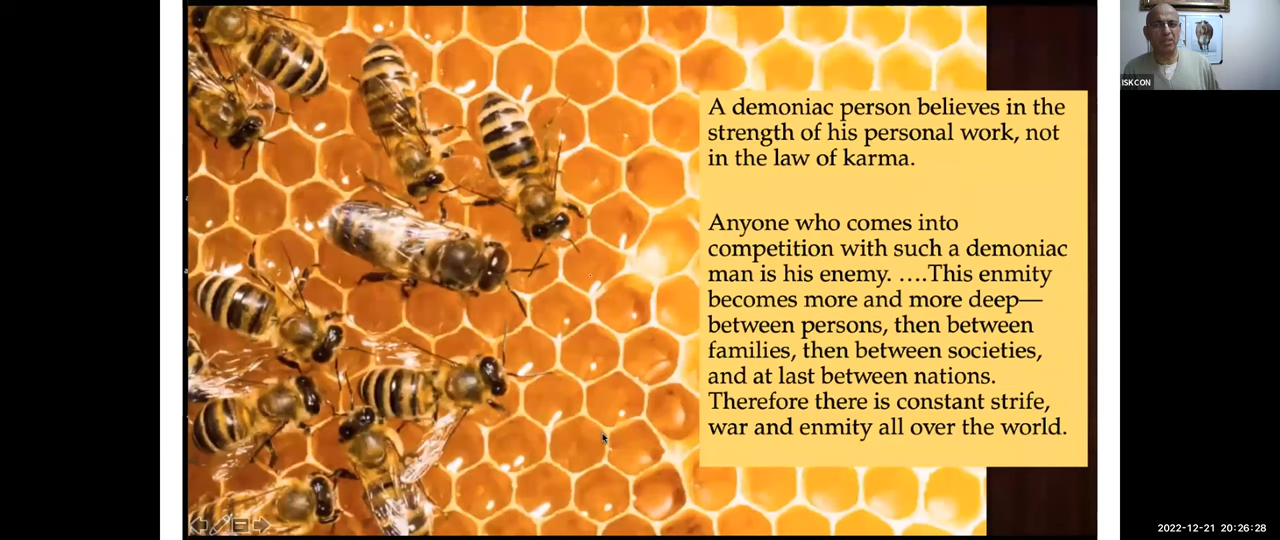 A demoniac person believes in the
strength of his personal work, not
in the law of karma.
Anyone who comes into
competition with such a demoniac
man is his enemy. ....This enmity
becomes more and more deep—
between persons, then between
families, then between societies,
and at last between nations.
Therefore there is constant strife,
war and enmity all over the world.
ISKCON
2022-12-21 20:26:28